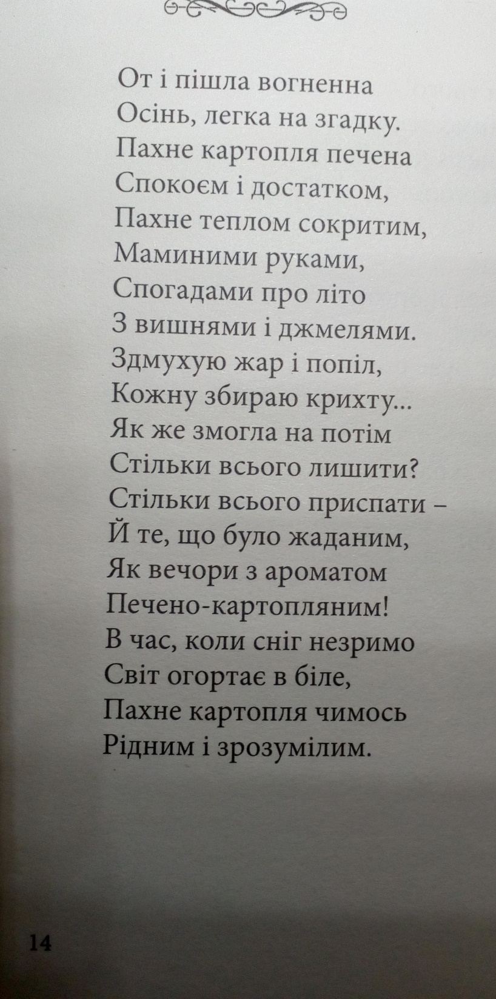 От і пішла вогненна
Осінь, легка на згадку.
Пахне картопля печена
Спокоєм і достатком,
Пахне теплом сокритим,
Маминими руками,
Спогадами про літо
З вишнями і джмелями.
Здмухую жар і попіл,
Кожну збираю крихту...
Як же змогла на потім
Стільки всього лишити?
Стільки всього приспати –
Й те, що було жаданим,
Як вечори з ароматом
Печено-картопляним!
В час, коли сніг незримо
Світ огортає в біле,
Пахне картопля чимось
Рідним і зрозумілим.
14